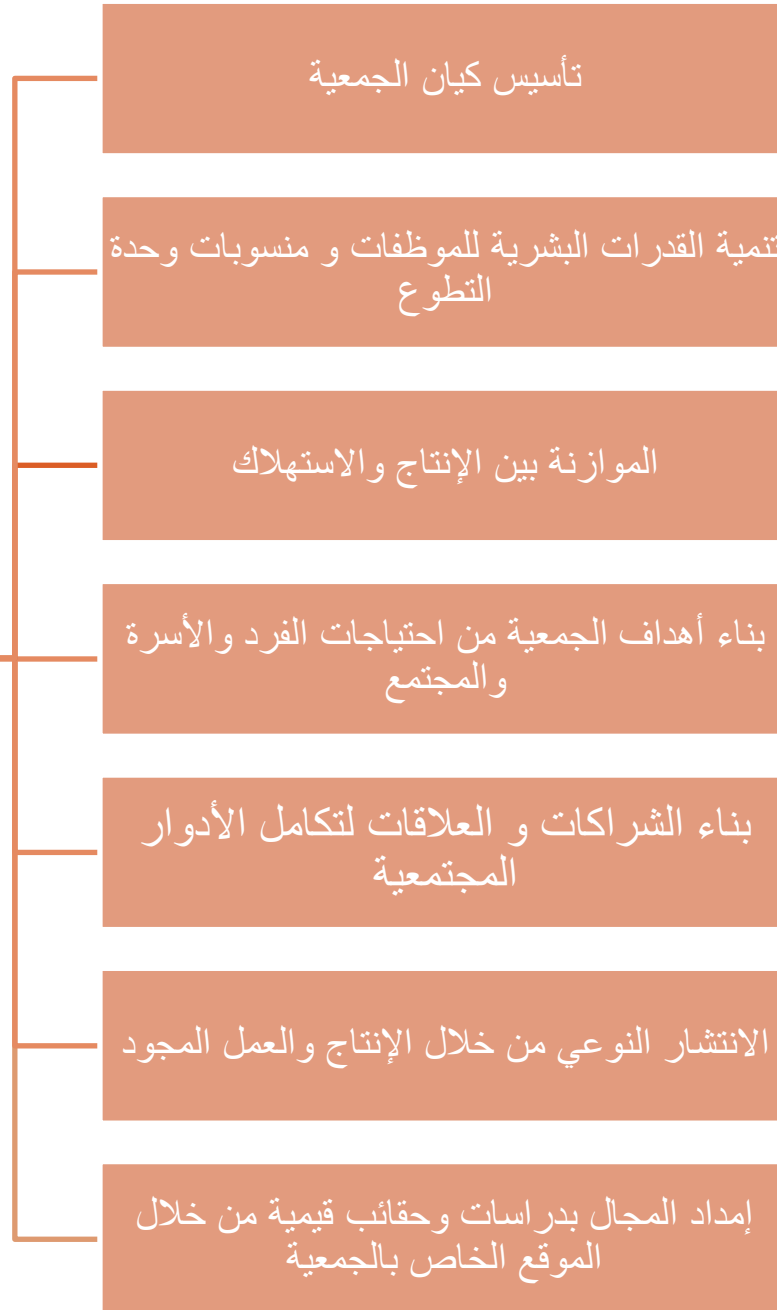 تأسيس كيان الجمعية
تنمية القدرات البشرية للموظفات و منسوبات وحدة
التطوع
الموازنة بين الإنتاج والاستهلاك
بناء أهداف الجمعية من احتياجات الفرد والأسرة
والمجتمع
بناء الشراكات و العلاقات لتكامل الأدوار
المجتمعية
الانتشار النوعي من خلال الإنتاج والعمل المجود
إمداد المجال بدراسات وحقائب قيمية من خلال
الموقع الخاص بالجمعية